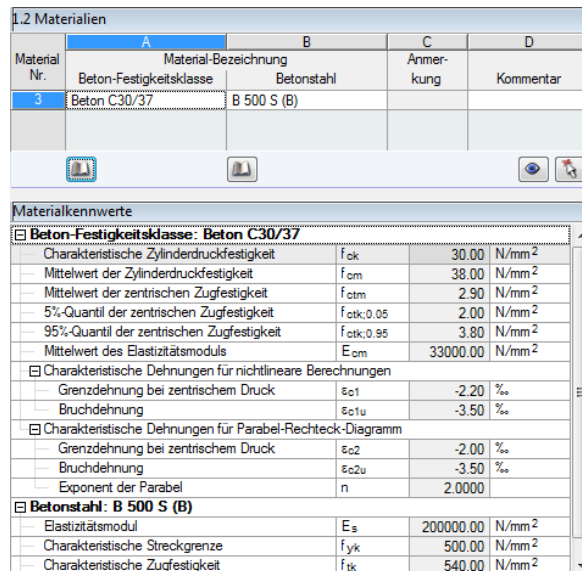 1.2 Materialien
A B C D
Material Material-Bezeichnung Anmer-
Nr. Beton-Festigkeitsklasse Betonstahl kung Kommentar
3 Beton C30/37 B 500 S (B)
Materialkennwerte
Beton-Festigkeitsklasse: Beton C30/37
Charakteristische Zylinderdruckfestigkeit fck 30.00 N/mm2
Mittelwert der Zylinderdruckfestigkeit fcm 38.00 N/mm2
Mittelwert der zentrischen Zugfestigkeit fctm 2.90 N/mm2
5%-Quantil der zentrischen Zugfestigkeit fctk;0.05 2.00 N/mm2
95%-Quantil der zentrischen Zugfestigkeit fctk;0.95 3.80 N/mm2
Mittelwert des Elastizitätsmoduls Ecm 33000.00 N/mm2
Charakteristische Dehnungen für nichtlineare Berechnungen
Grenzdehnung bei zentrischem Druck εc1 -2.20 ‰
Bruchdehnung εc1u -3.50 ‰
Charakteristische Dehnungen für Parabel-Rechteck-Diagramm
Grenzdehnung bei zentrischem Druck εc2 -2.00 ‰
Bruchdehnung εc2u -3.50 ‰
Exponent der Parabel n 2.0000
Betonstahl: B 500 S (B)
Elastizitätsmodul Es 200000.00 N/mm2
Charakteristische Streckgrenze fyk 500.00 N/mm2
Charakteristische Zugfestigkeit ftk 540.00 N/mm2